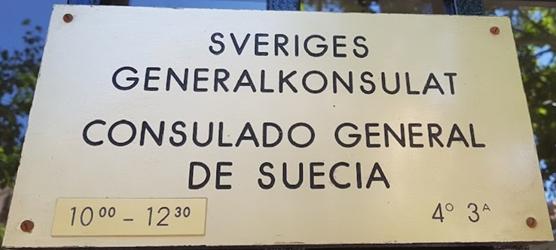 SVERIGES
GENERALKONSULAT
CONSULADO GENERAL
DE SUECIA
10⁰⁰ - 12³⁰ 4º 3ᴬ